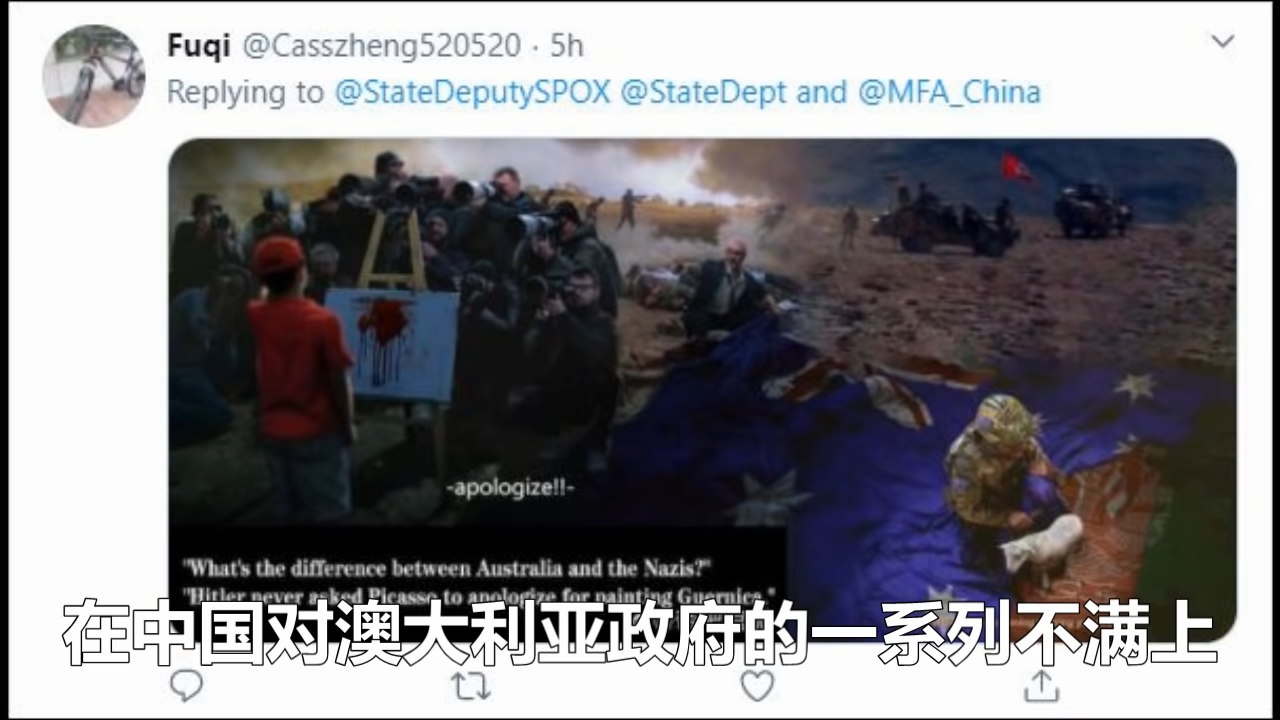 Fuqi @Casszheng520520 · 5h
Replying to @StateDeputySPOX @StateDept and @MFA_China
-apologize!!-
"What's the difference between Australia and the Nazis?"
"Hitler never asked Picasso to apologize for painting Guernica."
在中国对澳大利亚政府的一系列不满上